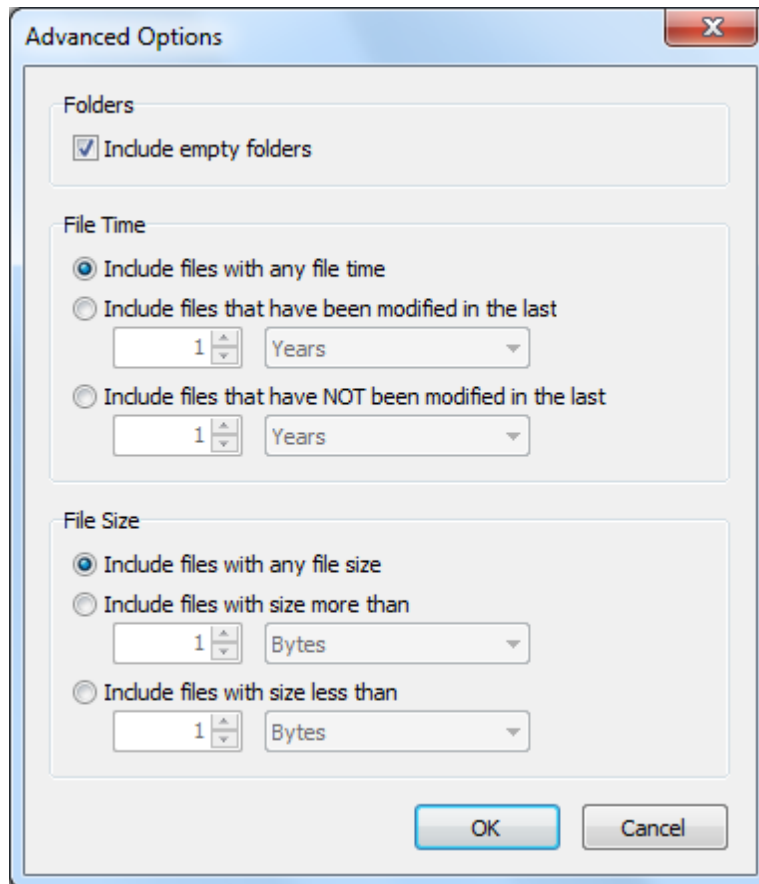 Advanced Options
Folders
Include empty folders
File Time
Include files with any file time
Include files that have been modified in the last
1 Years
Include files that have NOT been modified in the last
1 Years
File Size
Include files with any file size
Include files with size more than
1 Bytes
Include files with size less than
1 Bytes
OK Cancel